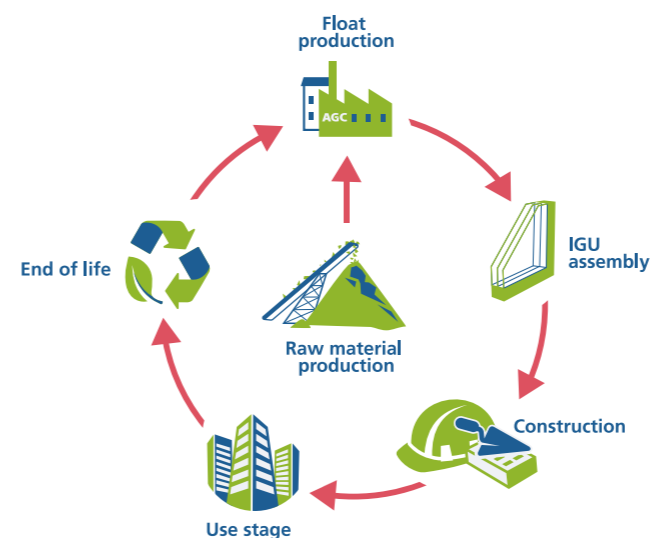 Float
production
AGC
IGU
assembly
End of life
Raw material
production
Construction
Use stage